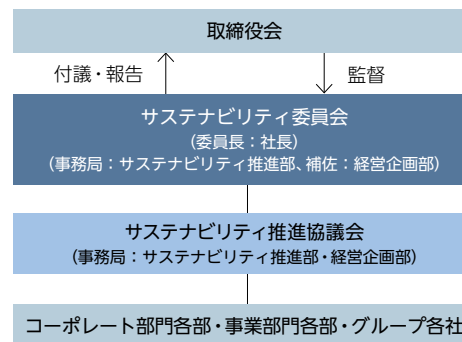 取締役会
付議・報告
監督
サステナビリティ委員会
(委員長：社長)
(事務局：サステナビリティ推進部、補佐：経営企画部)
サステナビリティ推進協議会
(事務局：サステナビリティ推進部・経営企画部)
コーポレート部門各部・事業部門各部・グループ各社